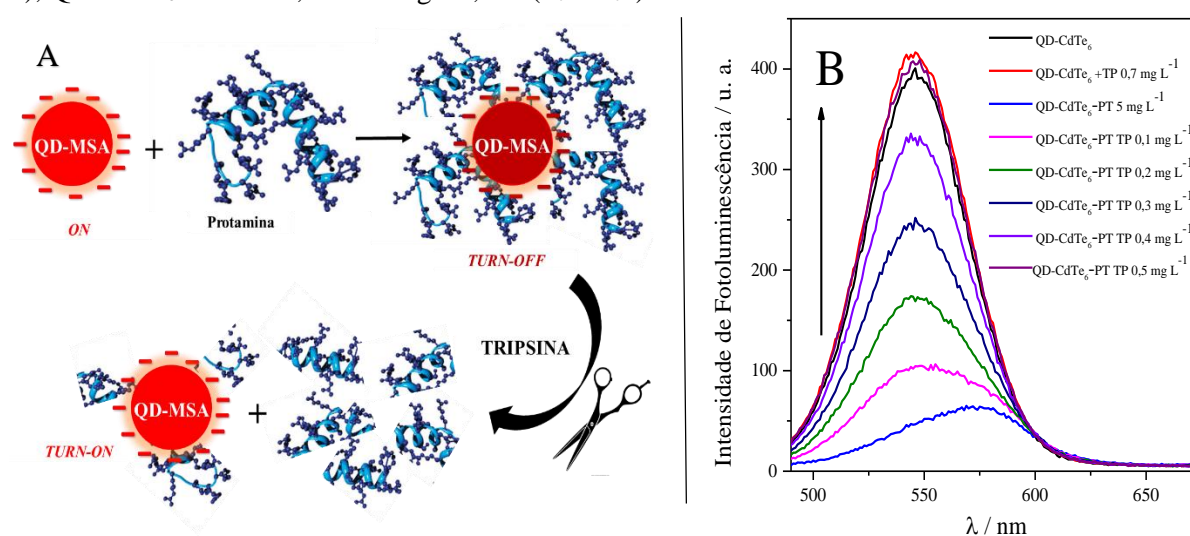 A
QD-MSA
+
QD-MSA
Protamina
ON
TURN-OFF
TRIPSINA
QD-MSA
+
TURN-ON
B
QD-CdTe₆
QD-CdTe₆ +TP 0,7 mg L⁻¹
QD-CdTe₆-PT 5 mg L⁻¹
QD-CdTe₆-PT TP 0,1 mg L⁻¹
QD-CdTe₆-PT TP 0,2 mg L⁻¹
QD-CdTe₆-PT TP 0,3 mg L⁻¹
QD-CdTe₆-PT TP 0,4 mg L⁻¹
QD-CdTe₆-PT TP 0,5 mg L⁻¹
Intensidade de Fotoluminescência / u. a.
400
300
200
100
0
500
550
600
650
λ / nm